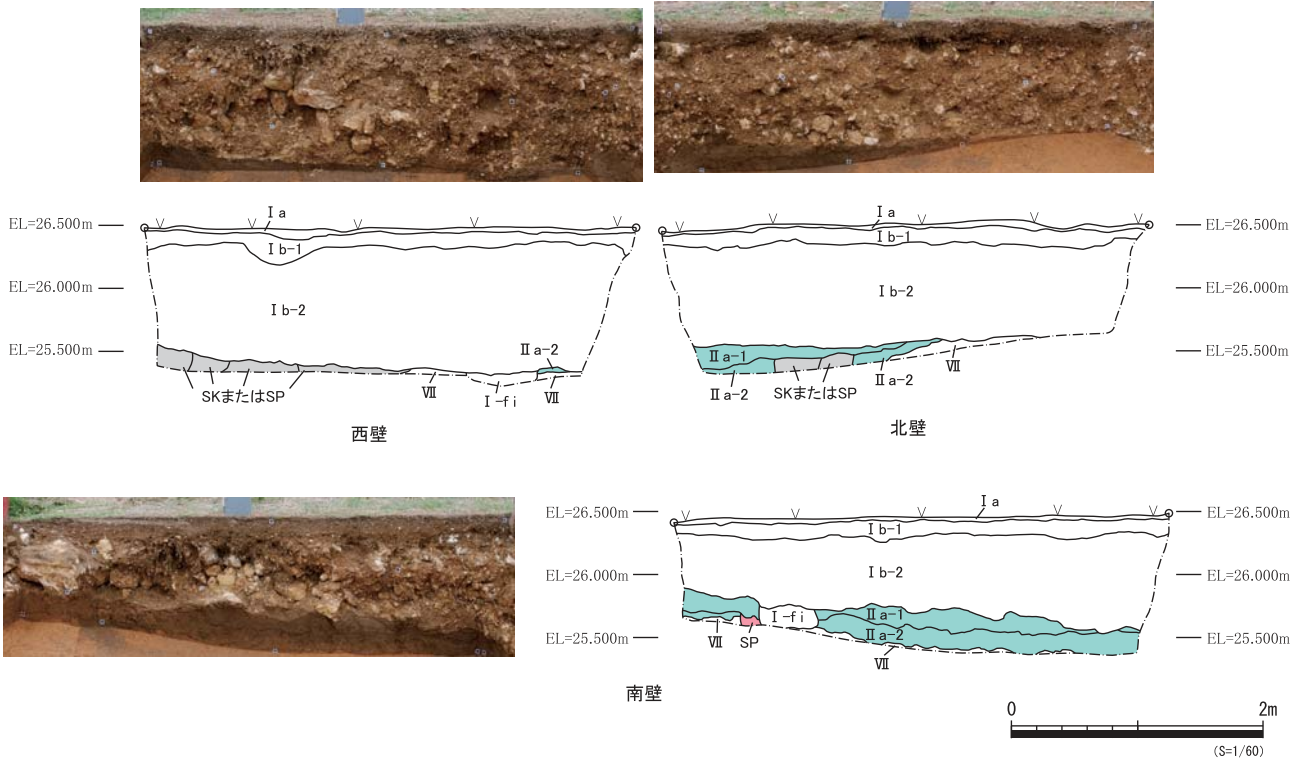 EL=26.500m
EL=26.000m
EL=25.500m
Ⅰa
Ⅰb-1
Ⅰb-2
Ⅱa-2
SKまたはSP
Ⅶ
Ⅰ-fi
Ⅶ
西壁
Ⅰa
Ⅰb-1
Ⅰb-2
Ⅱa-1
Ⅶ
Ⅱa-2
SKまたはSP
Ⅱa-2
北壁
EL=26.500m
EL=26.000m
EL=25.500m
EL=26.500m
EL=26.000m
EL=25.500m
Ⅰa
Ⅰb-1
Ⅰb-2
Ⅰ-fi
Ⅱa-1
Ⅱa-2
Ⅶ
SP
Ⅶ
EL=26.500m
EL=26.000m
EL=25.500m
南壁
0 2m
(S=1/60)